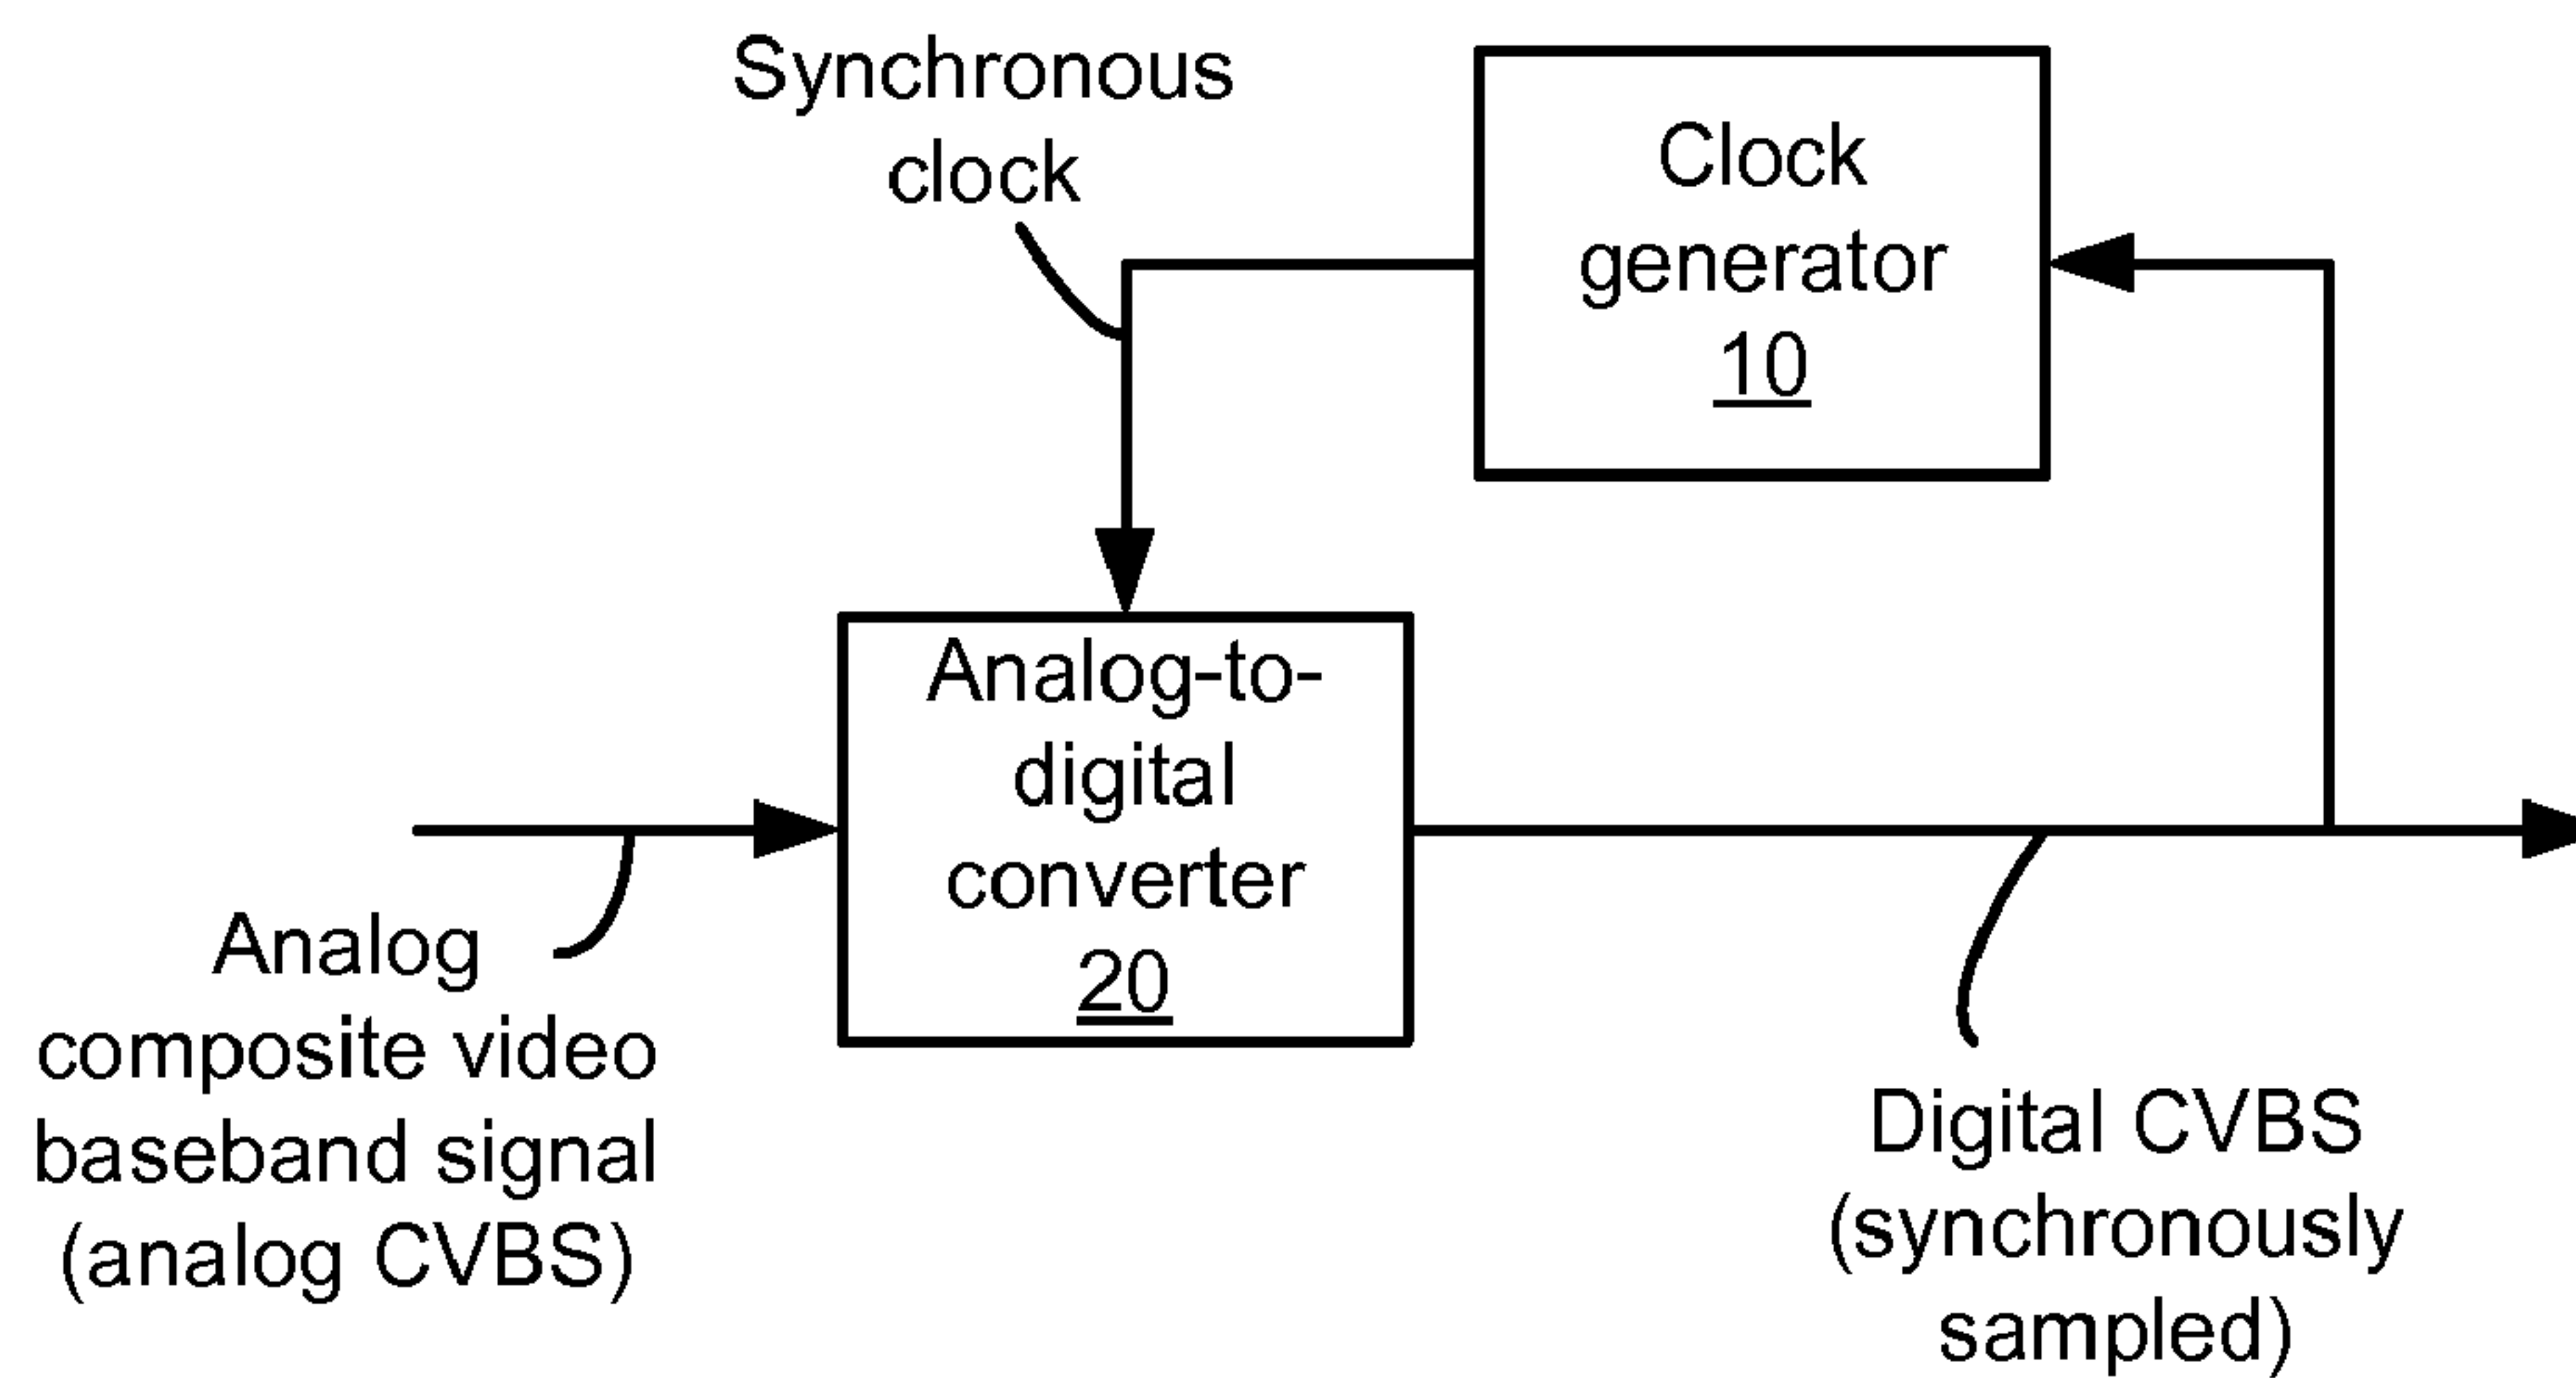 Synchronous
clock
Clock
generator
10
Analog-to-
digital
converter
20
Analog
composite video
baseband signal
(analog CVBS)
Digital CVBS
(synchronously
sampled)